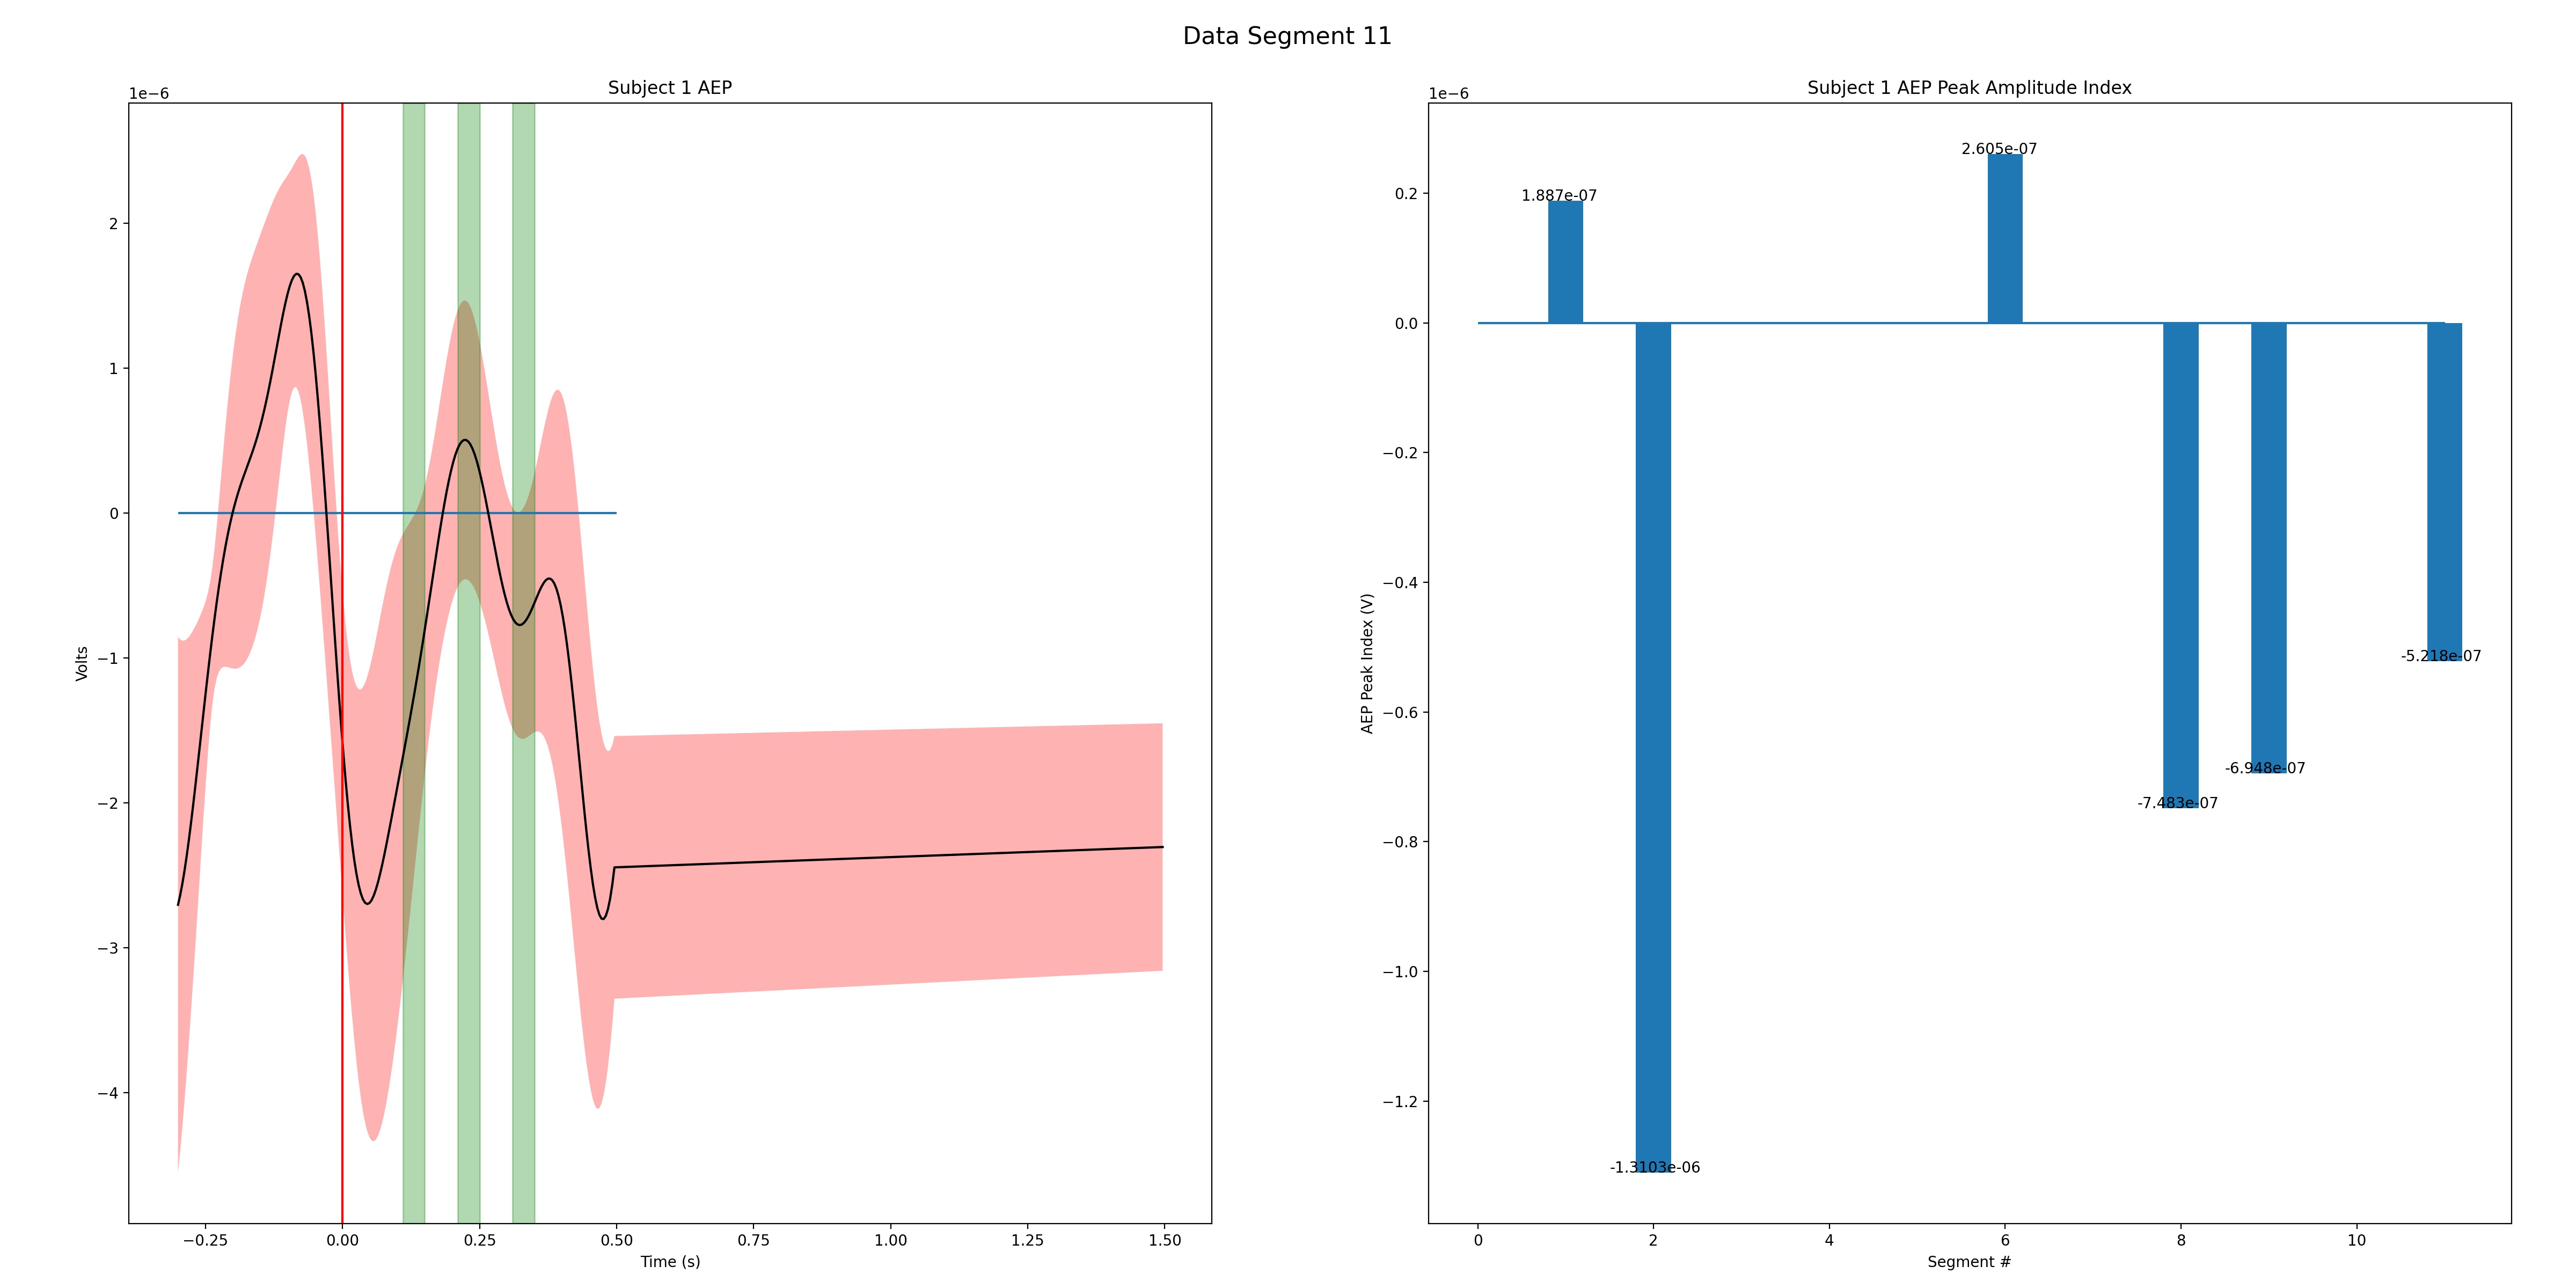 Data Segment 11
Subject 1 AEP
1e−6
2
1
0
−1
−2
−3
−4
Volts
−0.25 0.00 0.25 0.50 0.75 1.00 1.25 1.50
Time (s)
Subject 1 AEP Peak Amplitude Index
1e−6
0.2
0.0
−0.2
−0.4
−0.6
−0.8
−1.0
−1.2
AEP Peak Index (V)
1.887e-07
-1.3103e-06
2.605e-07
-7.483e-07
-6.948e-07
-5.218e-07
0 2 4 6 8 10
Segment #